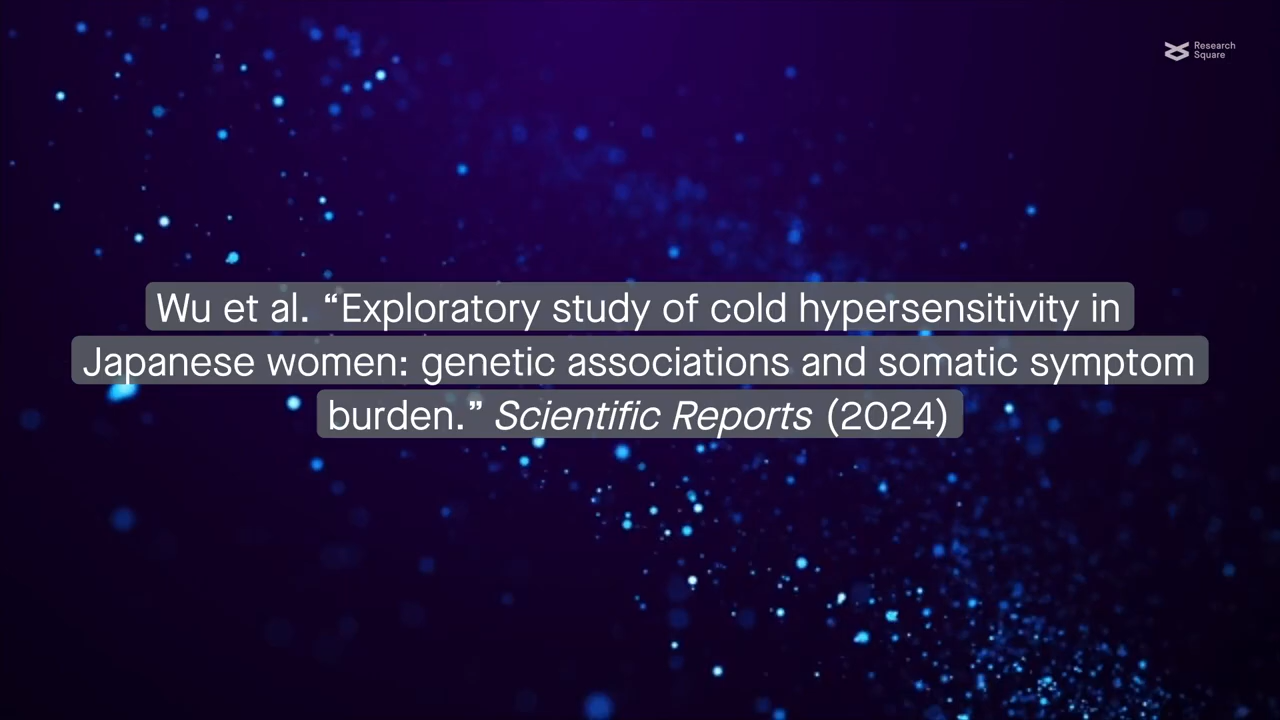 Research
Square
Wu et al. “Exploratory study of cold hypersensitivity in
Japanese women: genetic associations and somatic symptom
burden.” Scientific Reports (2024)